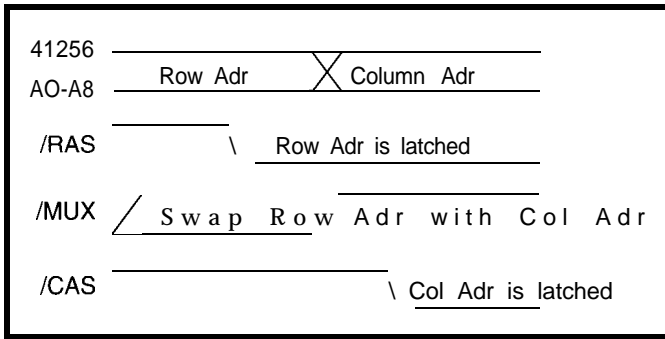 41256
Row Adr Column Adr
AO-A8
/RAS \ Row Adr is latched
/MUX / Swap Row Adr with Col Adr
/CAS \ Col Adr is latched